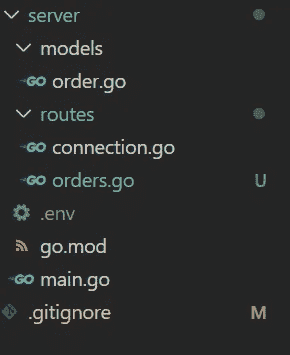 server
models
GO order.go
routes
GO connection.go
GO orders.go U
.env
go.mod
GO main.go
.gitignore M